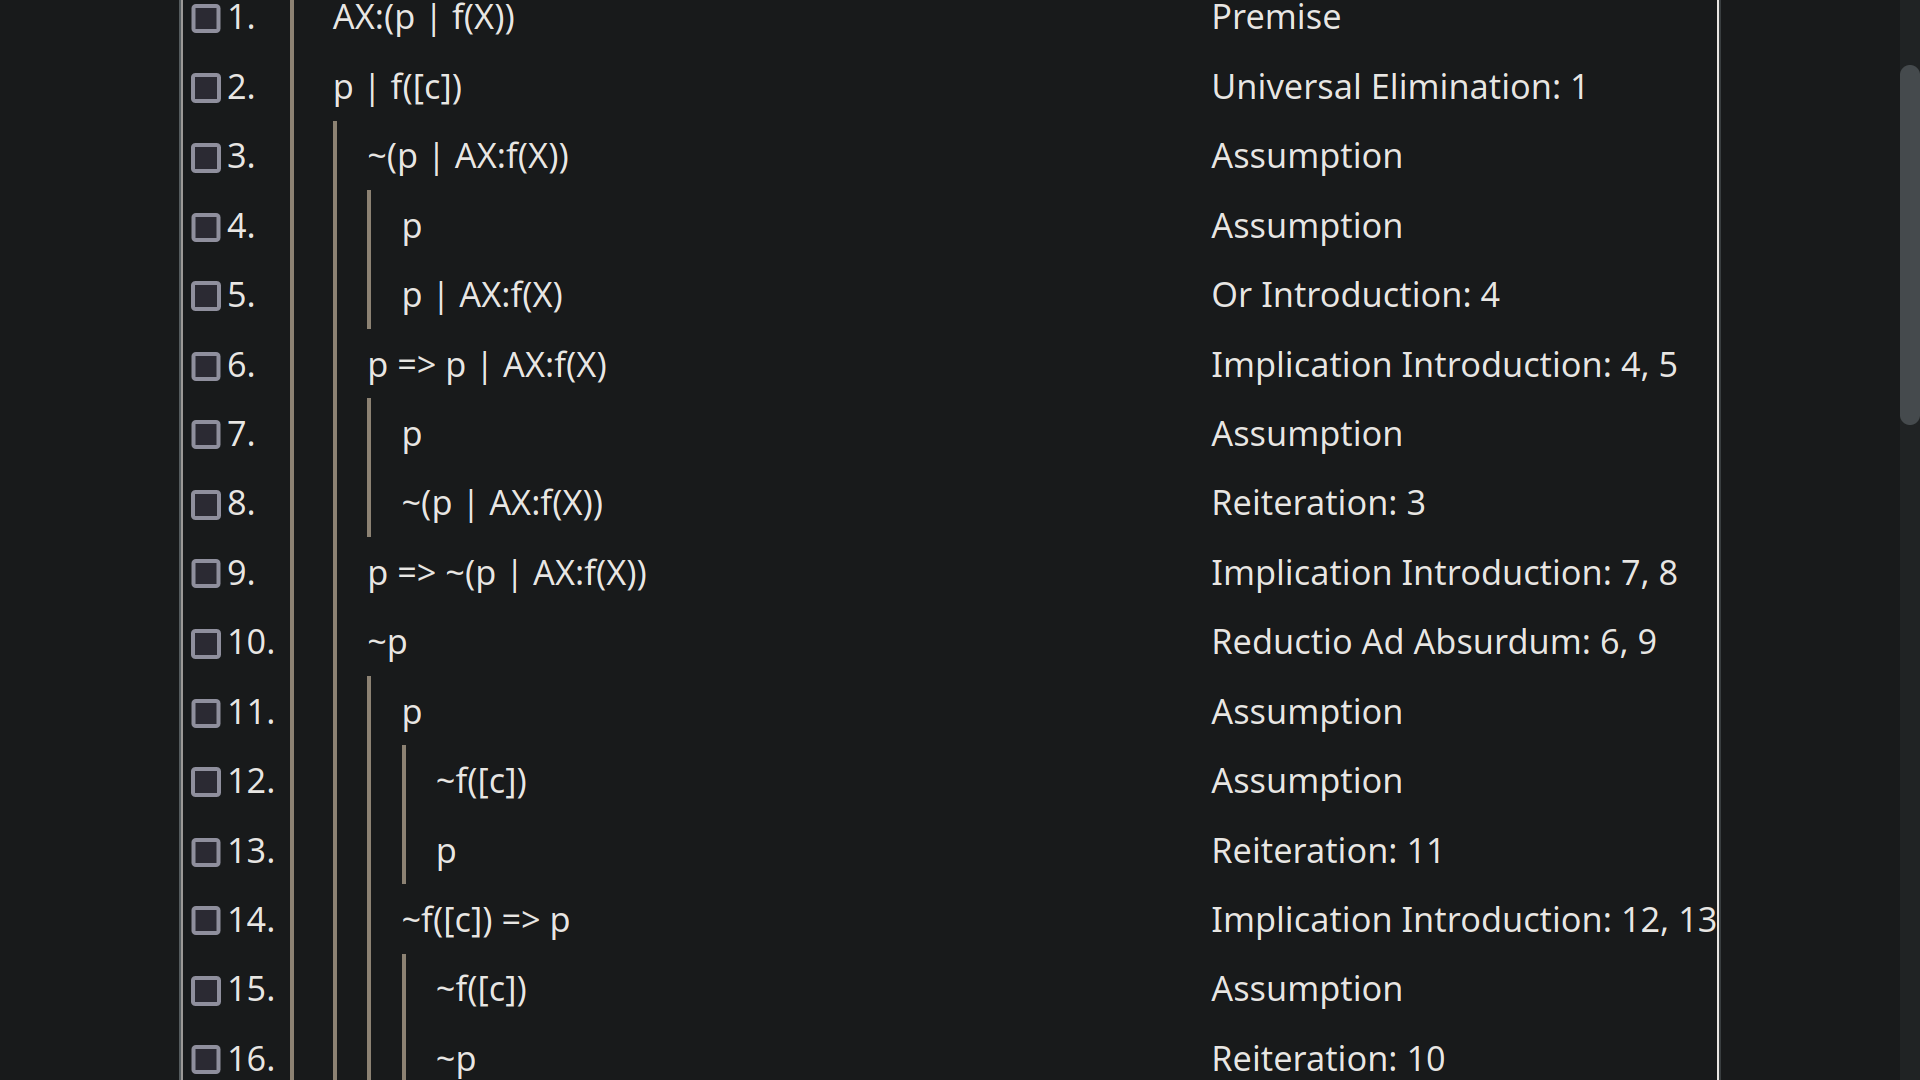 1. AX:(p | f(X)) Premise
2. p | f([c]) Universal Elimination: 1
3. ~(p | AX:f(X)) Assumption
4. p Assumption
5. p | AX:f(X) Or Introduction: 4
6. p => p | AX:f(X) Implication Introduction: 4, 5
7. p Assumption
8. ~(p | AX:f(X)) Reiteration: 3
9. p => ~(p | AX:f(X)) Implication Introduction: 7, 8
10. ~p Reductio Ad Absurdum: 6, 9
11. p Assumption
12. ~f([c]) Assumption
13. p Reiteration: 11
14. ~f([c]) => p Implication Introduction: 12, 13
15. ~f([c]) Assumption
16. ~p Reiteration: 10